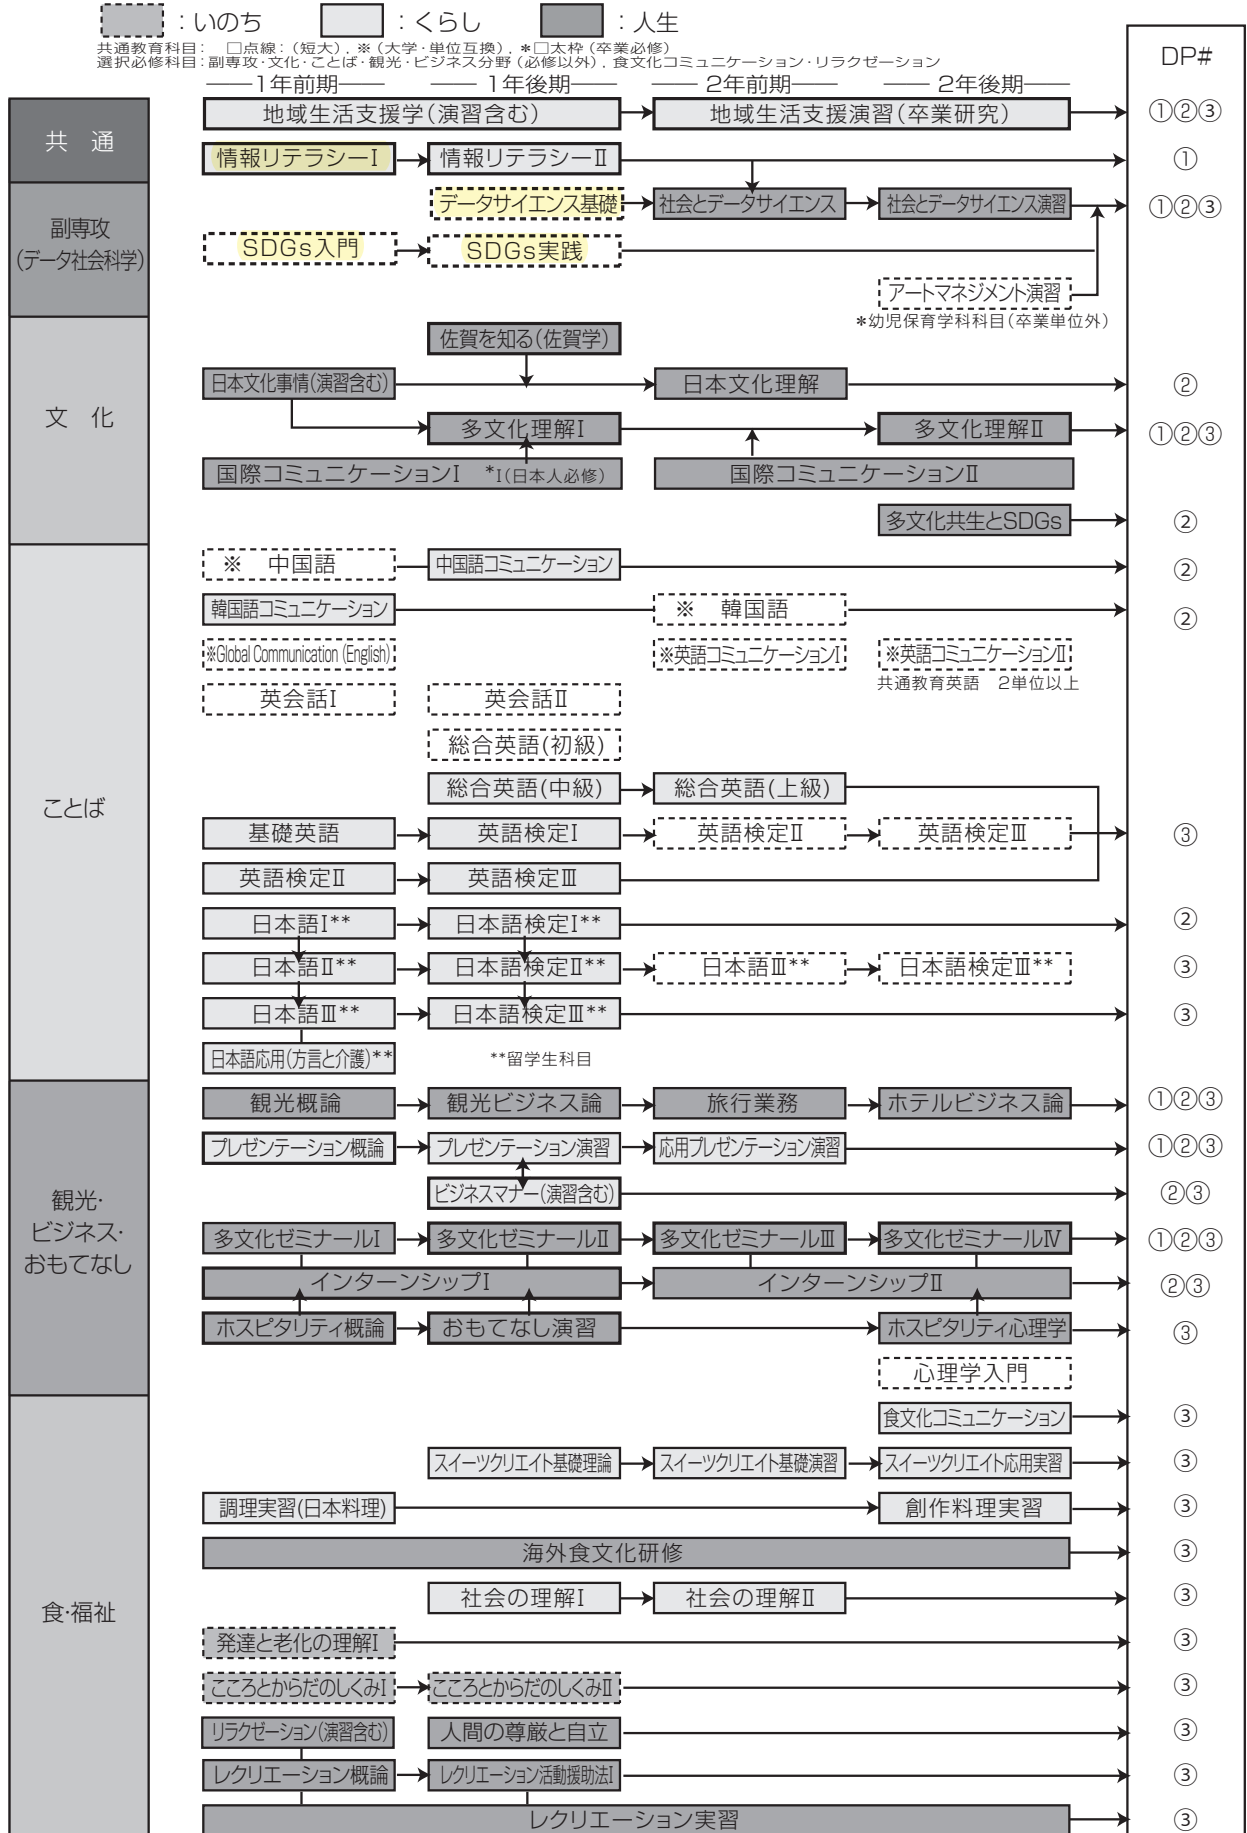 ：いのち ：くらし ：人生
共通教育科目： □点線：（短大），※（大学・単位互換），＊□太枠（卒業必修）
選択必修科目：副専攻・文化・ことば・観光・ビジネス分野（必修以外），食文化コミュニケーション・リラクゼーション
DP#
1年前期 1年後期 2年前期 2年後期
共　通
地域生活支援学（演習含む） 地域生活支援演習（卒業研究） ①②③
情報リテラシーⅠ 情報リテラシーⅡ ①
副専攻
（データ社会科学）
データサイエンス基礎 社会とデータサイエンス 社会とデータサイエンス演習 ①②③
SDGs入門 SDGs実践
アートマネジメント演習
＊幼児保育学科科目（卒業単位外）
文　化
佐賀を知る（佐賀学）
日本文化事情（演習含む） 日本文化理解 ②
多文化理解Ⅰ 多文化理解Ⅱ ①②③
国際コミュニケーションⅠ ＊Ⅰ（日本人必修） 国際コミュニケーションⅡ
多文化共生とSDGs ②
ことば
※　中国語 中国語コミュニケーション ②
韓国語コミュニケーション ※　韓国語 ②
※Global Communication (English) ※英語コミュニケーションⅠ ※英語コミュニケーションⅡ
共通教育英語　2単位以上
英会話Ⅰ 英会話Ⅱ
総合英語(初級)
総合英語(中級) 総合英語(上級)
基礎英語 英語検定Ⅰ 英語検定Ⅱ 英語検定Ⅲ ③
英語検定Ⅱ 英語検定Ⅲ
日本語Ⅰ** 日本語検定Ⅰ** ②
日本語Ⅱ** 日本語検定Ⅱ** 日本語Ⅲ** 日本語検定Ⅲ** ③
日本語Ⅲ** 日本語検定Ⅲ** ③
日本語応用（方言と介護）** **留学生科目
観光・
ビジネス・
おもてなし
観光概論 観光ビジネス論 旅行業務 ホテルビジネス論 ①②③
プレゼンテーション概論 プレゼンテーション演習 応用プレゼンテーション演習 ①②③
ビジネスマナー（演習含む） ②③
多文化ゼミナールⅠ 多文化ゼミナールⅡ 多文化ゼミナールⅢ 多文化ゼミナールⅣ ①②③
インターンシップⅠ インターンシップⅡ ②③
ホスピタリティ概論 おもてなし演習 ホスピタリティ心理学 ③
心理学入門
食・福祉
食文化コミュニケーション ③
スイーツクリエイト基礎理論 スイーツクリエイト基礎演習 スイーツクリエイト応用実習 ③
調理実習(日本料理) 創作料理実習 ③
海外食文化研修 ③
社会の理解Ⅰ 社会の理解Ⅱ ③
発達と老化の理解Ⅰ ③
こころとからだのしくみⅠ こころとからだのしくみⅡ ③
リラクゼーション（演習含む） 人間の尊厳と自立 ③
レクリエーション概論 レクリエーション活動援助法Ⅰ ③
レクリエーション実習 ③